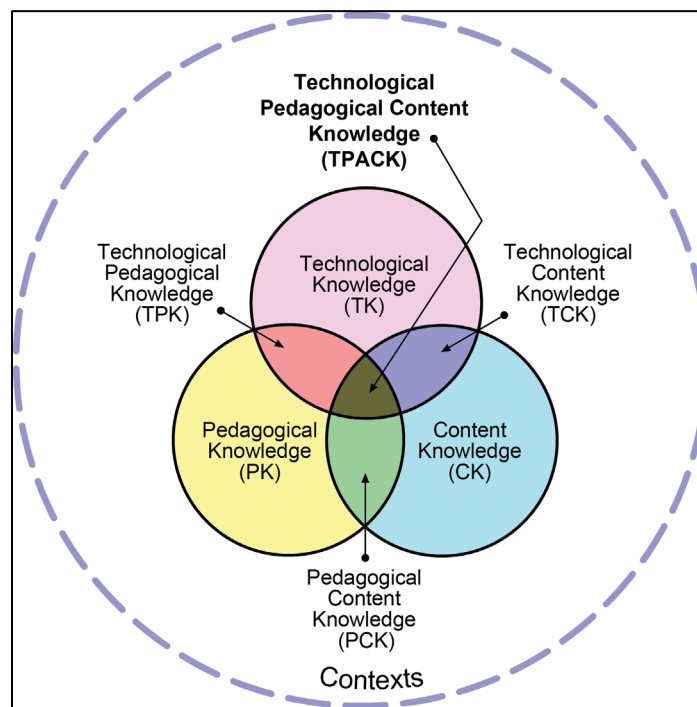 Technological
Pedagogical Content
Knowledge
(TPACK)
Technological
Pedagogical
Knowledge
(TPK)
Technological
Knowledge
(TK)
Technological
Content
Knowledge
(TCK)
Pedagogical
Knowledge
(PK)
Content
Knowledge
(CK)
Pedagogical
Content
Knowledge
(PCK)
Contexts